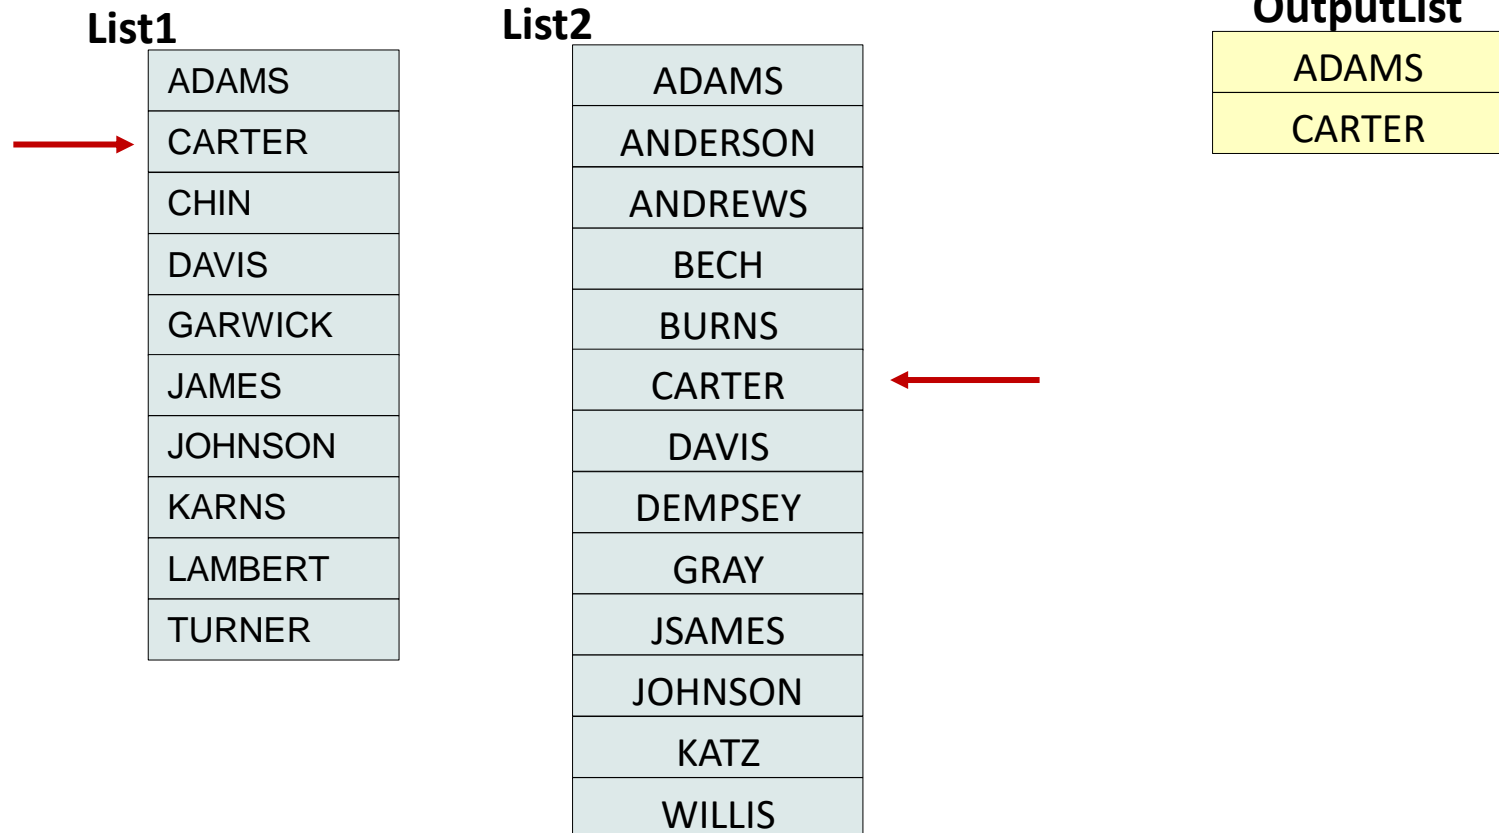 List1
ADAMS
CARTER
CHIN
DAVIS
GARWICK
JAMES
JOHNSON
KARNS
LAMBERT
TURNER
List2
ADAMS
ANDERSON
ANDREWS
BECH
BURNS
CARTER
DAVIS
DEMPSEY
GRAY
JSAMES
JOHNSON
KATZ
WILLIS
OutputList
ADAMS
CARTER